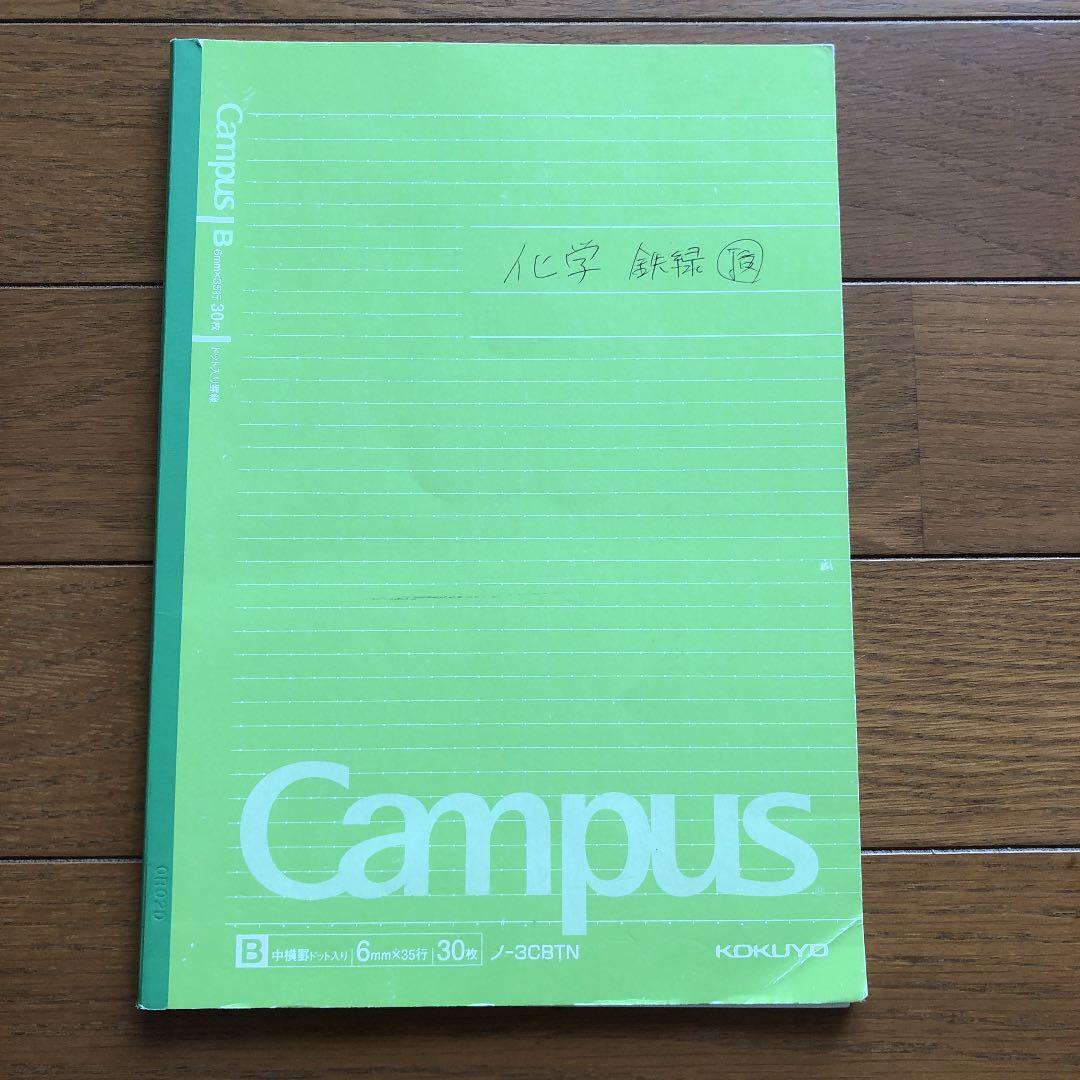 Campus B 6mm×35行 30枚 ドット入り罫線
化学 鉄緑
Campus
B 中横罫ドット入り 6mm×35行 30枚 ノ-3CBTN
KOKUYO
0R02D